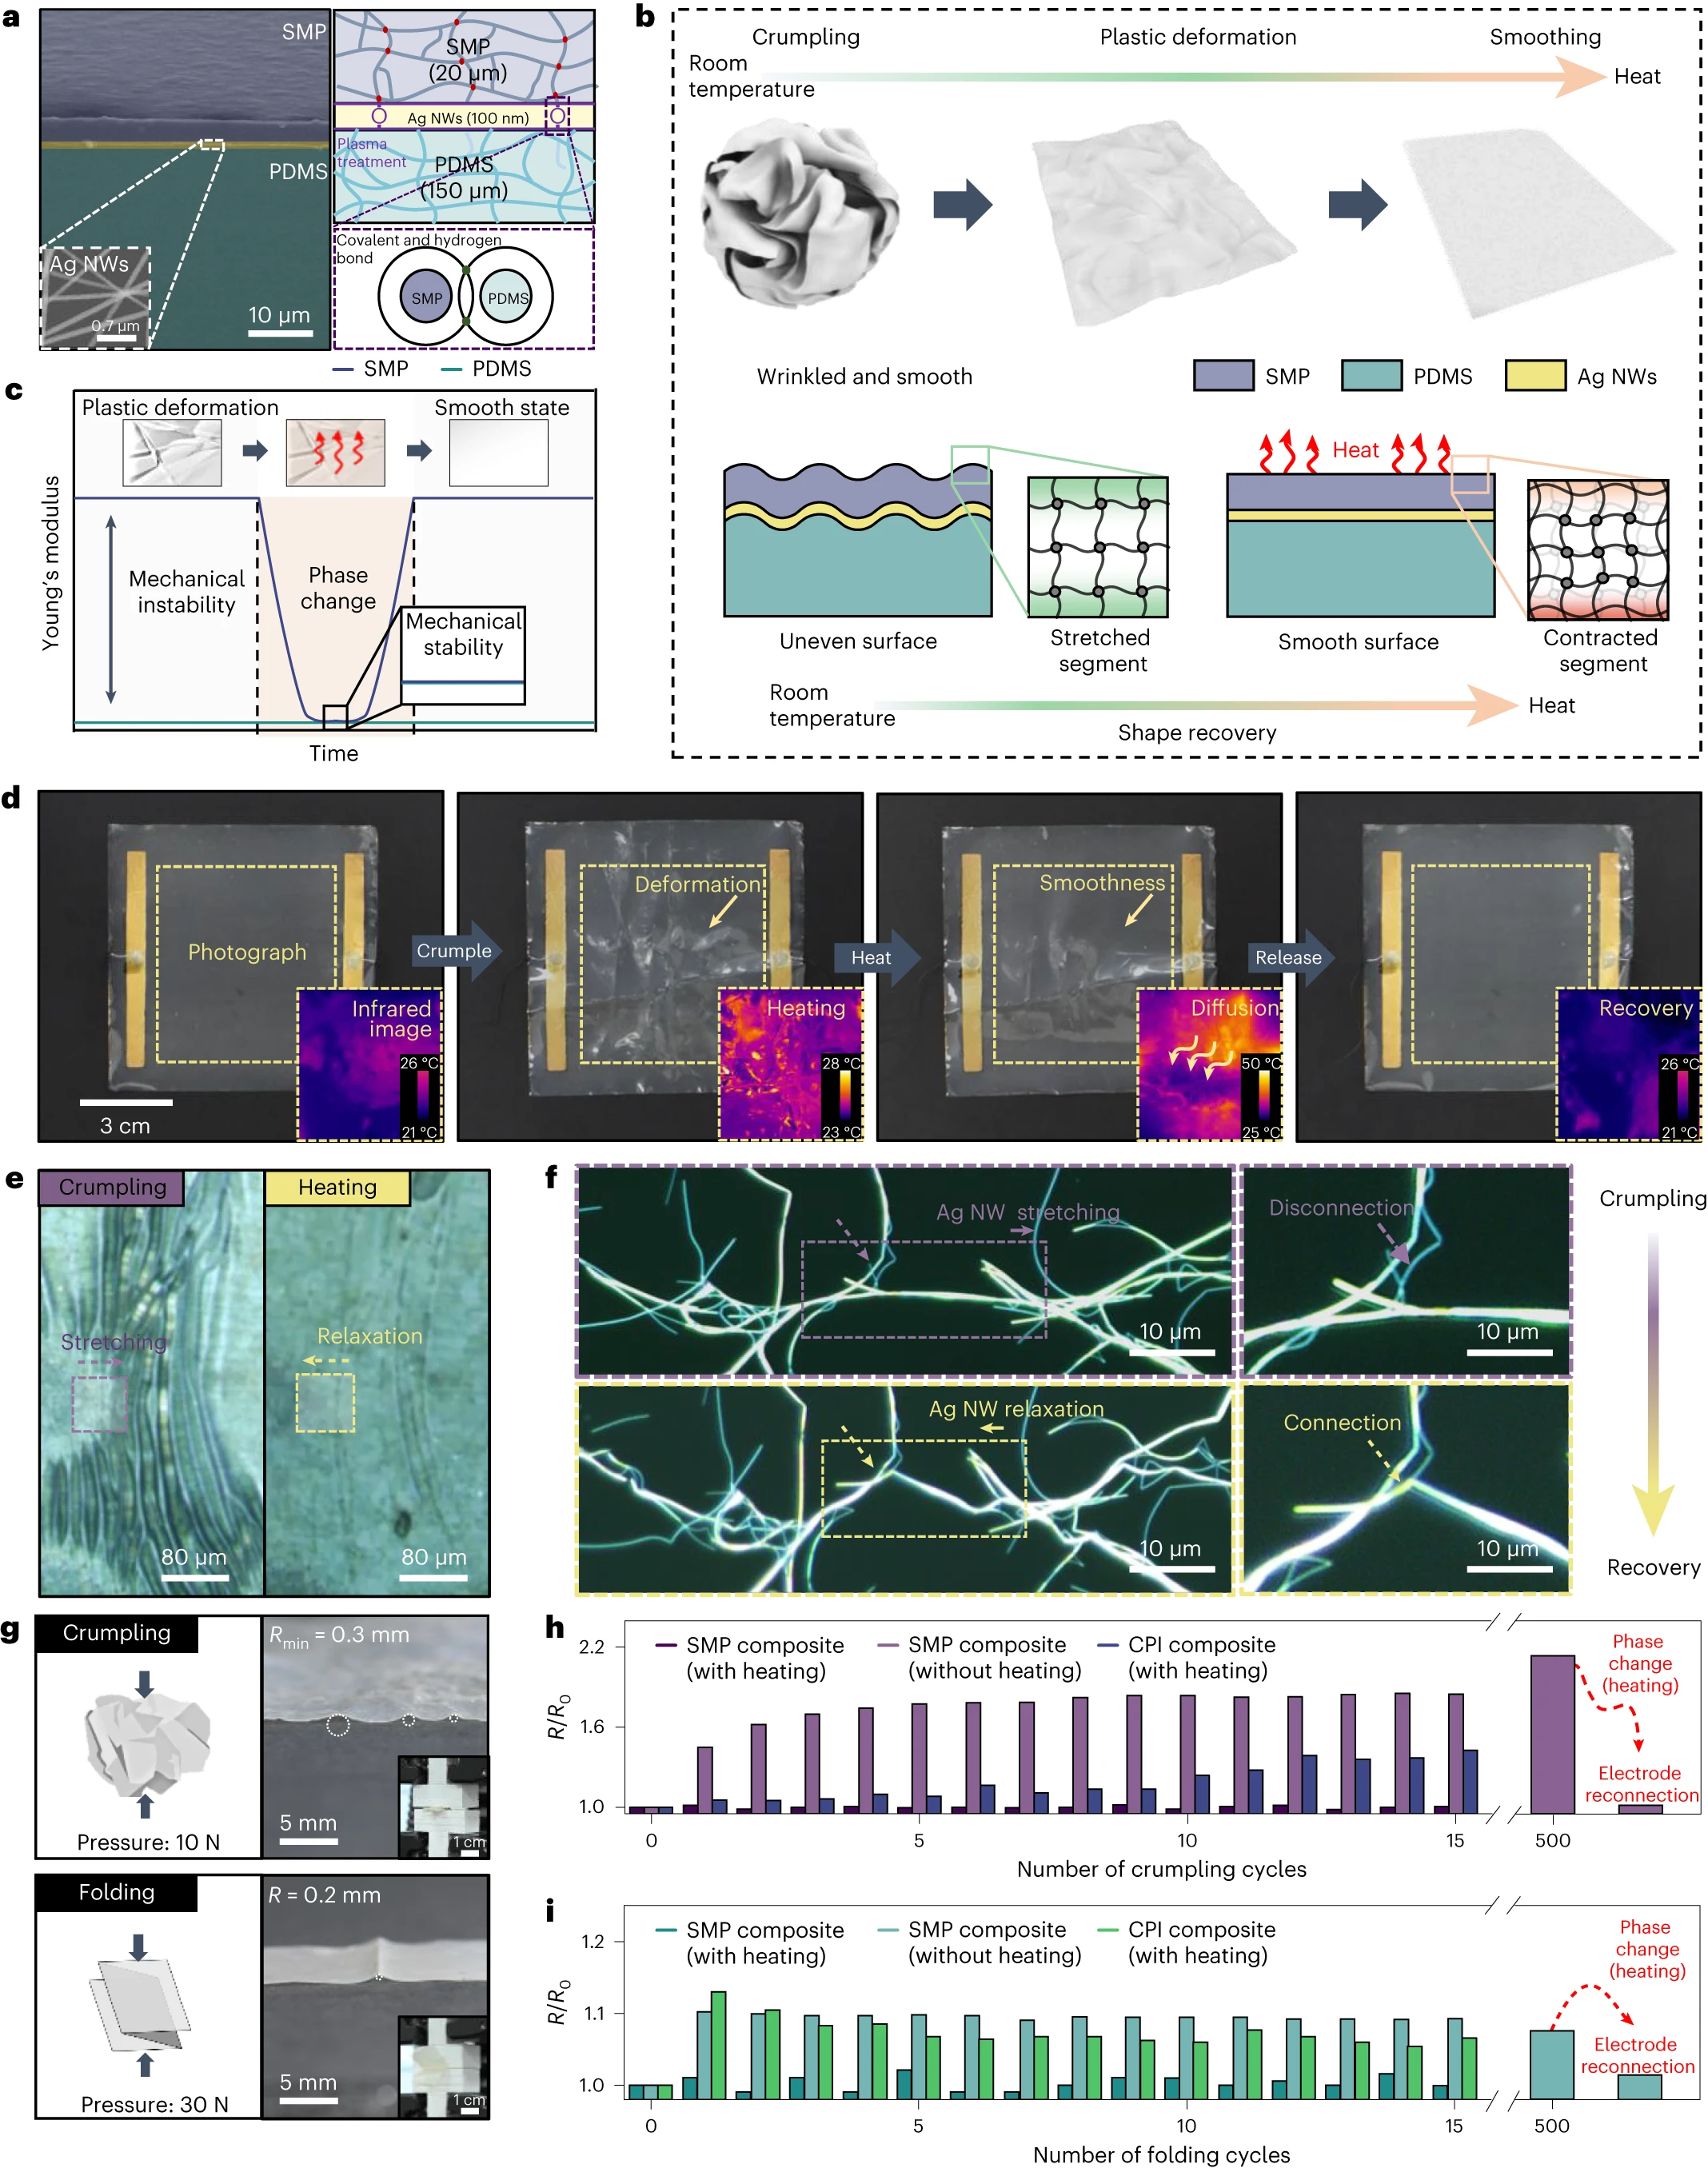 a
SMP
PDMS
Ag NWs
0.7 µm
10 µm
SMP
(20 µm)
Ag NWs (100 nm)
Plasma
treatment
PDMS
(150 µm)
Covalent and hydrogen
bond
SMP
PDMS
b
Crumpling
Plastic deformation
Smoothing
Room
temperature
Heat
Wrinkled and smooth
SMP
PDMS
Ag NWs
Heat
Uneven surface
Stretched
segment
Smooth surface
Contracted
segment
Room
temperature
Heat
Shape recovery
c
SMP
PDMS
Plastic deformation
Smooth state
Young's modulus
Mechanical
instability
Phase
change
Mechanical
stability
Time
d
Photograph
Infrared
image
26 °C
21 °C
3 cm
Crumple
Deformation
Heating
28 °C
23 °C
Heat
Smoothness
Diffusion
50 °C
25 °C
Release
Recovery
26 °C
21 °C
e
Crumpling
Stretching
80 µm
Heating
Relaxation
80 µm
f
Ag NW stretching
10 µm
Disconnection
10 µm
Ag NW relaxation
10 µm
Connection
10 µm
Crumpling
Recovery
g
Crumpling
Pressure: 10 N
Rmin = 0.3 mm
5 mm
1 cm
Folding
Pressure: 30 N
R = 0.2 mm
5 mm
1 cm
h
SMP composite
(with heating)
SMP composite
(without heating)
CPI composite
(with heating)
Phase
change
(heating)
Electrode
reconnection
R/R0
2.2
1.6
1.0
0
5
10
15
500
Number of crumpling cycles
i
SMP composite
(with heating)
SMP composite
(without heating)
CPI composite
(with heating)
Phase
change
(heating)
Electrode
reconnection
R/R0
1.2
1.1
1.0
0
5
10
15
500
Number of folding cycles